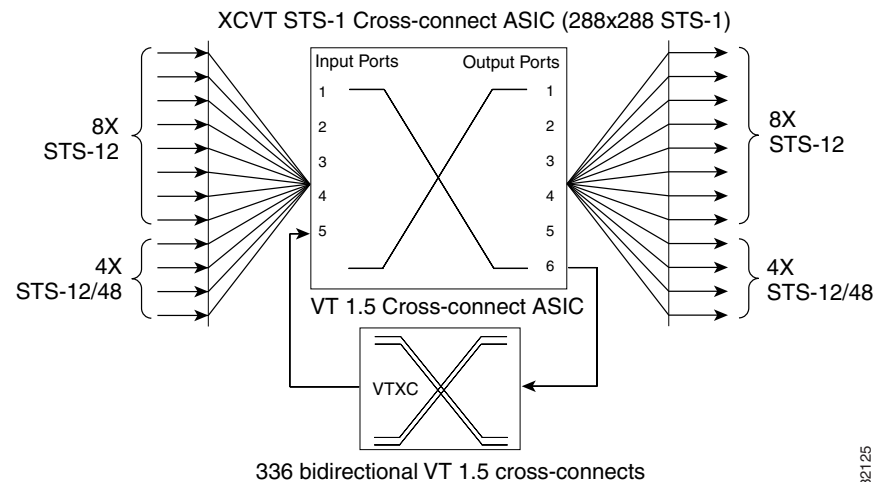 XCVT STS-1 Cross-connect ASIC (288x288 STS-1)
Input Ports
Output Ports
1
2
3
4
5
1
2
3
4
5
6
8X
STS-12
4X
STS-12/48
8X
STS-12
4X
STS-12/48
VT 1.5 Cross-connect ASIC
VTXC
336 bidirectional VT 1.5 cross-connects